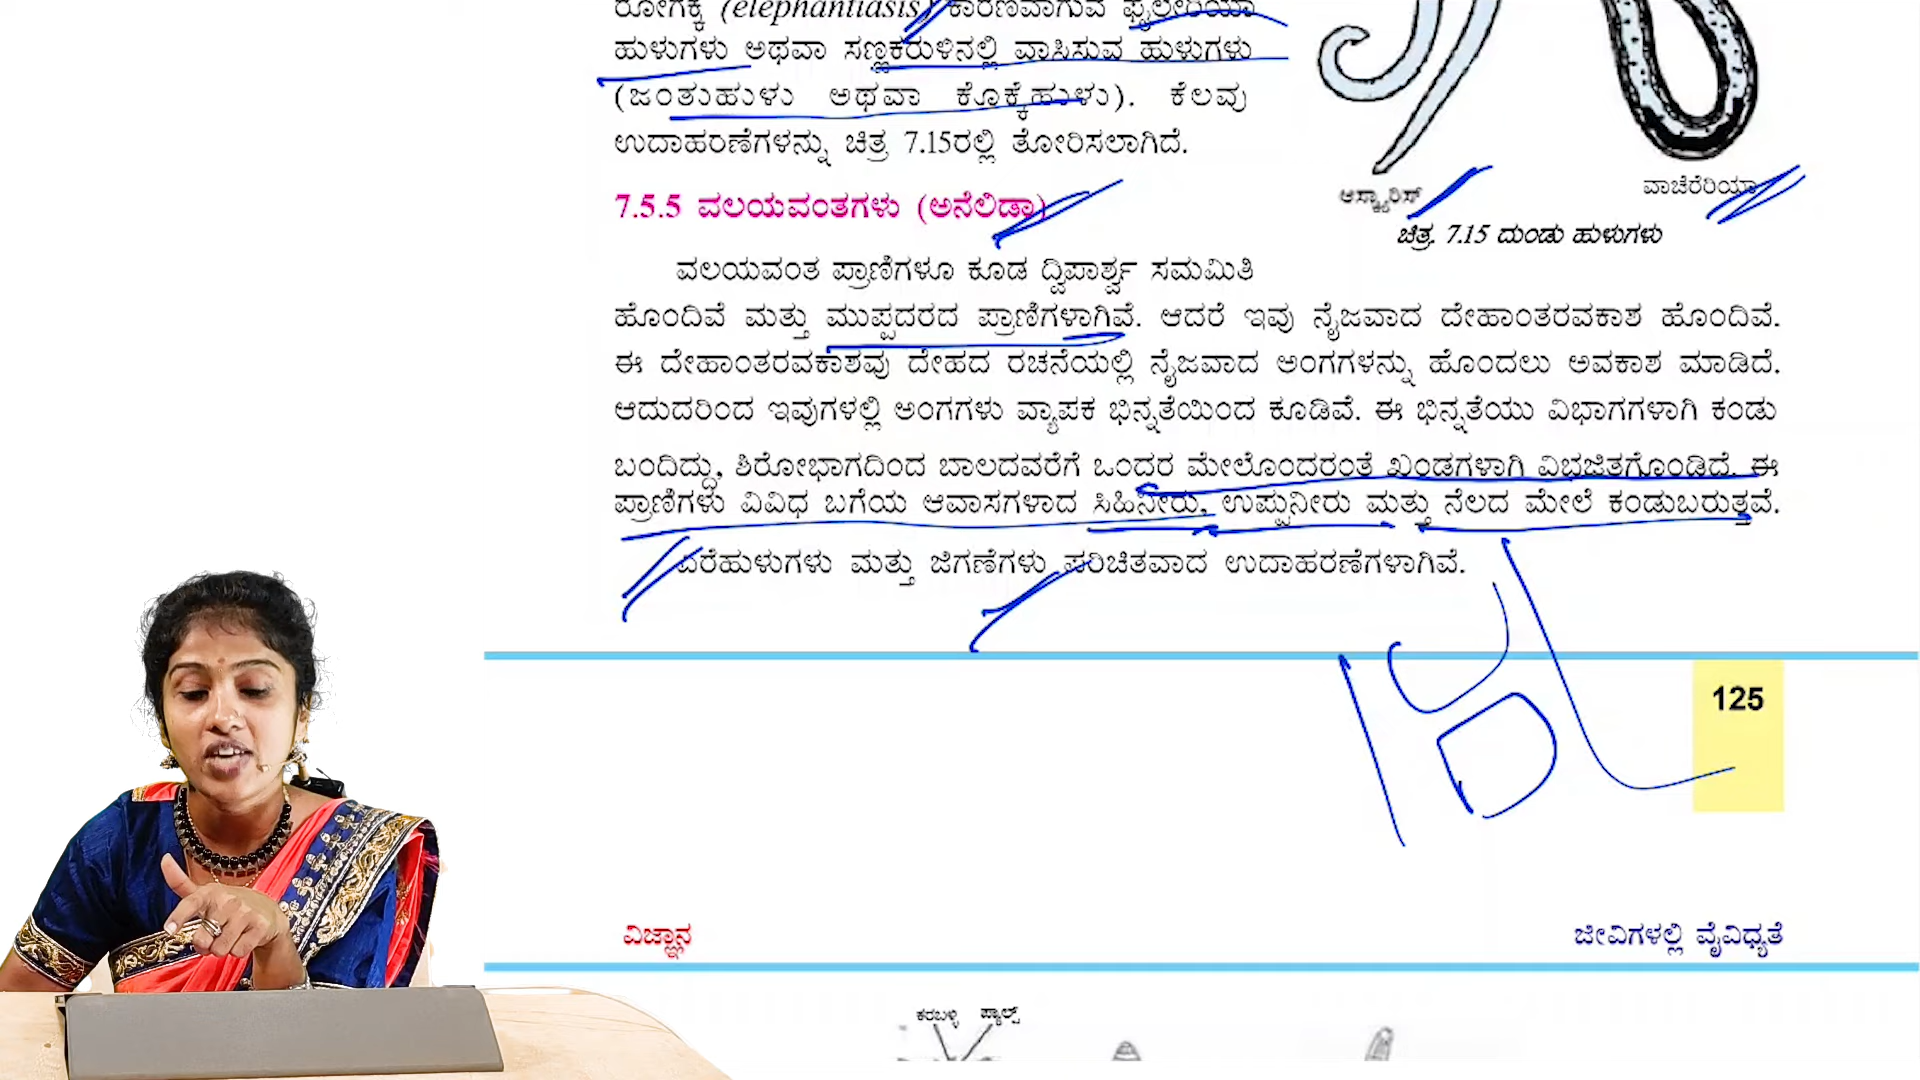 ರೋಗಕ್ಕೆ (elephantiasis) ಕಾರಣವಾಗುವ ಫೈಲೇರಿಯಾ
ಹುಳುಗಳು ಅಥವಾ ಸಣ್ಣಕರುಳಿನಲ್ಲಿ ವಾಸಿಸುವ ಹುಳುಗಳು
(ಜಂತುಹುಳು ಅಥವಾ ಕೊಕ್ಕೆಹುಳು). ಕೆಲವು
ಉದಾಹರಣೆಗಳನ್ನು ಚಿತ್ರ 7.15ರಲ್ಲಿ ತೋರಿಸಲಾಗಿದೆ.
ಆಸ್ಕ್ಯಾರಿಸ್
ವಾಚೆರೆರಿಯಾ
ಚಿತ್ರ. 7.15 ದುಂಡು ಹುಳುಗಳು
7.5.5 ವಲಯವಂತಗಳು (ಅನೆಲಿಡಾ)
ವಲಯವಂತ ಪ್ರಾಣಿಗಳೂ ಕೂಡ ದ್ವಿಪಾರ್ಶ್ವ ಸಮಮಿತಿ
ಹೊಂದಿವೆ ಮತ್ತು ಮುಪ್ಪದರದ ಪ್ರಾಣಿಗಳಾಗಿವೆ. ಆದರೆ ಇವು ನೈಜವಾದ ದೇಹಾಂತರವಕಾಶ ಹೊಂದಿವೆ.
ಈ ದೇಹಾಂತರವಕಾಶವು ದೇಹದ ರಚನೆಯಲ್ಲಿ ನೈಜವಾದ ಅಂಗಗಳನ್ನು ಹೊಂದಲು ಅವಕಾಶ ಮಾಡಿದೆ.
ಆದುದರಿಂದ ಇವುಗಳಲ್ಲಿ ಅಂಗಗಳು ವ್ಯಾಪಕ ಭಿನ್ನತೆಯಿಂದ ಕೂಡಿವೆ. ಈ ಭಿನ್ನತೆಯು ವಿಭಾಗಗಳಾಗಿ ಕಂಡು
ಬಂದಿದ್ದು, ಶಿರೋಭಾಗದಿಂದ ಬಾಲದವರೆಗೆ ಒಂದರ ಮೇಲೊಂದರಂತೆ ಖಂಡಗಳಾಗಿ ವಿಭಜಿತಗೊಂಡಿದೆ. ಈ
ಪ್ರಾಣಿಗಳು ವಿವಿಧ ಬಗೆಯ ಆವಾಸಗಳಾದ ಸಿಹಿನೀರು, ಉಪ್ಪುನೀರು ಮತ್ತು ನೆಲದ ಮೇಲೆ ಕಂಡುಬರುತ್ತವೆ.
ಎರೆಹುಳುಗಳು ಮತ್ತು ಜಿಗಣೆಗಳು ಪರಿಚಿತವಾದ ಉದಾಹರಣೆಗಳಾಗಿವೆ.
125
ವಿಜ್ಞಾನ
ಜೀವಿಗಳಲ್ಲಿ ವೈವಿಧ್ಯತೆ
ಕರಬಳ್ಳಿ ಪ್ಯಾಲ್ಪ್